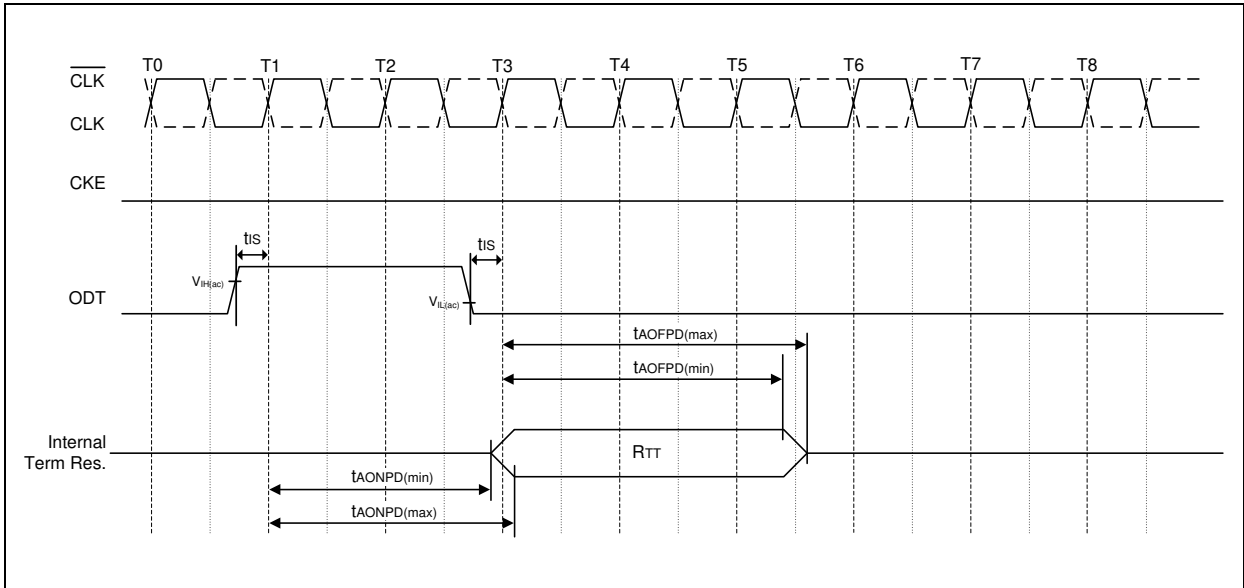 T0 T1 T2 T3 T4 T5 T6 T7 T8
CLK
CLK
CKE
tIS tIS
VIH(ac)
ODT
VIL(ac)
tAOFPD(max)
tAOFPD(min)
Internal
Term Res.
RTT
tAONPD(min)
tAONPD(max)